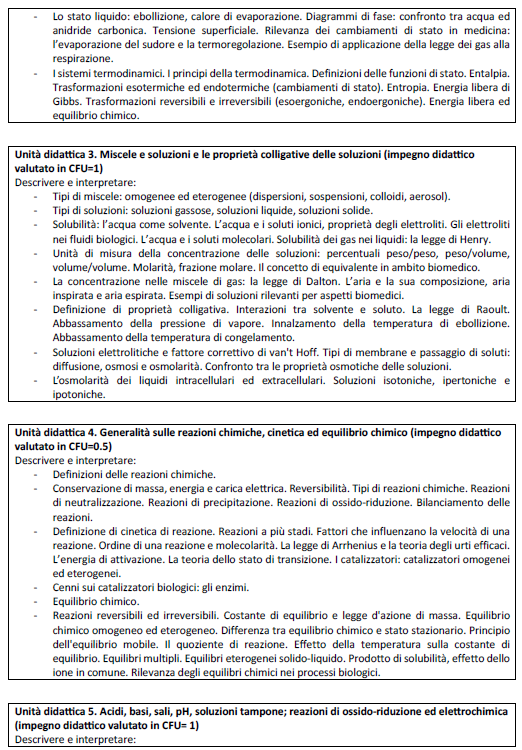 - Lo stato liquido: ebollizione, calore di evaporazione. Diagrammi di fase: confronto tra acqua ed
anidride carbonica. Tensione superficiale. Rilevanza dei cambiamenti di stato in medicina:
l'evaporazione del sudore e la termoregolazione. Esempio di applicazione della legge dei gas alla
respirazione.
- I sistemi termodinamici. I principi della termodinamica. Definizioni delle funzioni di stato. Entalpia.
Trasformazioni esotermiche ed endotermiche (cambiamenti di stato). Entropia. Energia libera di
Gibbs. Trasformazioni reversibili e irreversibili (esoergoniche, endoergoniche). Energia libera ed
equilibrio chimico.
Unità didattica 3. Miscele e soluzioni e le proprietà colligative delle soluzioni (impegno didattico
valutato in CFU=1)
Descrivere e interpretare:
- Tipi di miscele: omogenee ed eterogenee (dispersioni, sospensioni, colloidi, aerosol).
- Tipi di soluzioni: soluzioni gassose, soluzioni liquide, soluzioni solide.
- Solubilità: l'acqua come solvente. L'acqua e i soluti ionici, proprietà degli elettroliti. Gli elettroliti
nei fluidi biologici. L'acqua e i soluti molecolari. Solubilità dei gas nei liquidi: la legge di Henry.
- Unità di misura della concentrazione delle soluzioni: percentuali peso/peso, peso/volume,
volume/volume. Molarità, frazione molare. Il concetto di equivalente in ambito biomedico.
- La concentrazione nelle miscele di gas: la legge di Dalton. L'aria e la sua composizione, aria
inspirata e aria espirata. Esempi di soluzioni rilevanti per aspetti biomedici.
- Definizione di proprietà colligativa. Interazioni tra solvente e soluto. La legge di Raoult.
Abbassamento della pressione di vapore. Innalzamento della temperatura di ebollizione.
Abbassamento della temperatura di congelamento.
- Soluzioni elettrolitiche e fattore correttivo di van't Hoff. Tipi di membrane e passaggio di soluti:
diffusione, osmosi e osmolarità. Confronto tra le proprietà osmotiche delle soluzioni.
- L'osmolarità dei liquidi intracellulari ed extracellulari. Soluzioni isotoniche, ipertoniche e
ipotoniche.
Unità didattica 4. Generalità sulle reazioni chimiche, cinetica ed equilibrio chimico (impegno didattico
valutato in CFU=0.5)
Descrivere e interpretare:
- Definizioni delle reazioni chimiche.
- Conservazione di massa, energia e carica elettrica. Reversibilità. Tipi di reazioni chimiche. Reazioni
di neutralizzazione. Reazioni di precipitazione. Reazioni di ossido-riduzione. Bilanciamento delle
reazioni.
- Definizione di cinetica di reazione. Reazioni a più stadi. Fattori che influenzano la velocità di una
reazione. Ordine di una reazione e molecolarità. La legge di Arrhenius e la teoria degli urti efficaci.
L'energia di attivazione. La teoria dello stato di transizione. I catalizzatori: catalizzatori omogenei
ed eterogenei.
- Cenni sui catalizzatori biologici: gli enzimi.
- Equilibrio chimico.
- Reazioni reversibili ed irreversibili. Costante di equilibrio e legge d'azione di massa. Equilibrio
chimico omogeneo ed eterogeneo. Differenza tra equilibrio chimico e stato stazionario. Principio
dell'equilibrio mobile. Il quoziente di reazione. Effetto della temperatura sulla costante di
equilibrio. Equilibri multipli. Equilibri eterogenei solido-liquido. Prodotto di solubilità, effetto dello
ione in comune. Rilevanza degli equilibri chimici nei processi biologici.
Unità didattica 5. Acidi, basi, sali, pH, soluzioni tampone; reazioni di ossido-riduzione ed elettrochimica
(impegno didattico valutato in CFU= 1)
Descrivere e interpretare: